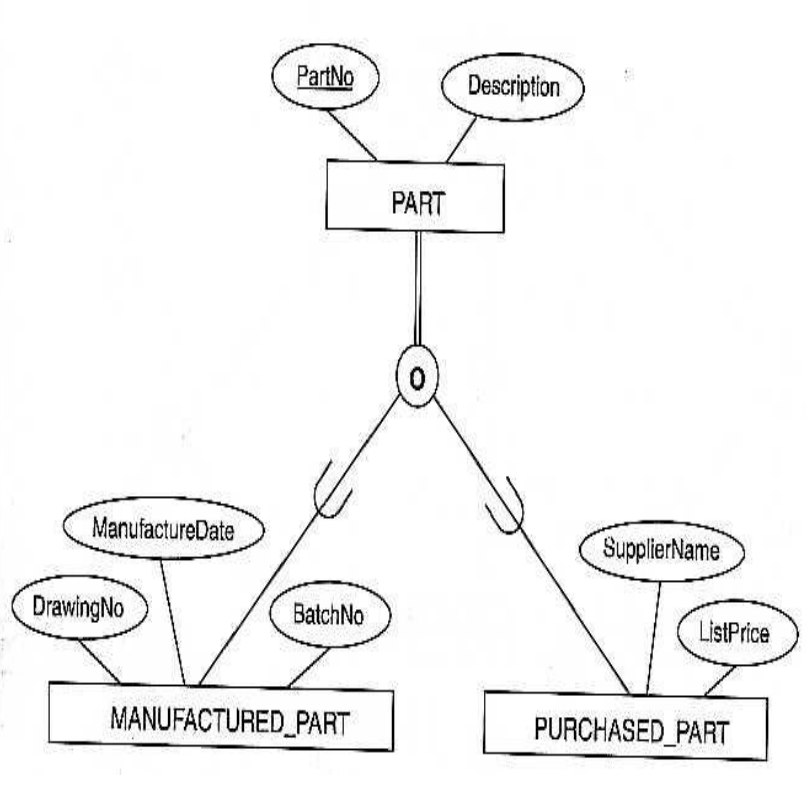 PartNo
Description
PART
O
ManufactureDate
SupplierName
DrawingNo
BatchNo
ListPrice
MANUFACTURED_PART
PURCHASED_PART